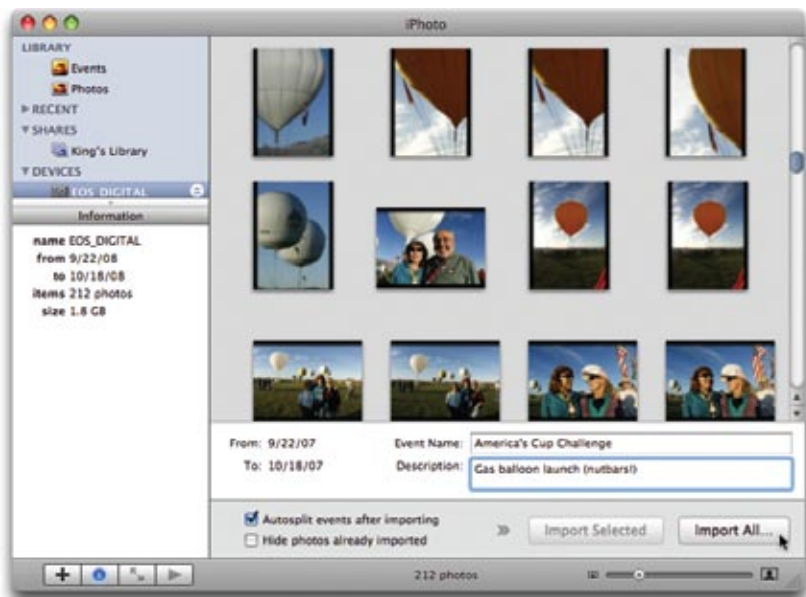 iPhoto
LIBRARY
Events
Photos
RECENT
SHARES
King's Library
DEVICES
EOS_DIGITAL
Information
name EOS_DIGITAL
from 9/22/08
to 10/18/08
items 212 photos
size 1.8 GB
From: 9/22/07
Event Name: America's Cup Challenge
To: 10/18/07
Description: Gas balloon launch (nutbars!)
Autosplit events after importing
Hide photos already imported
Import Selected
Import All...
212 photos